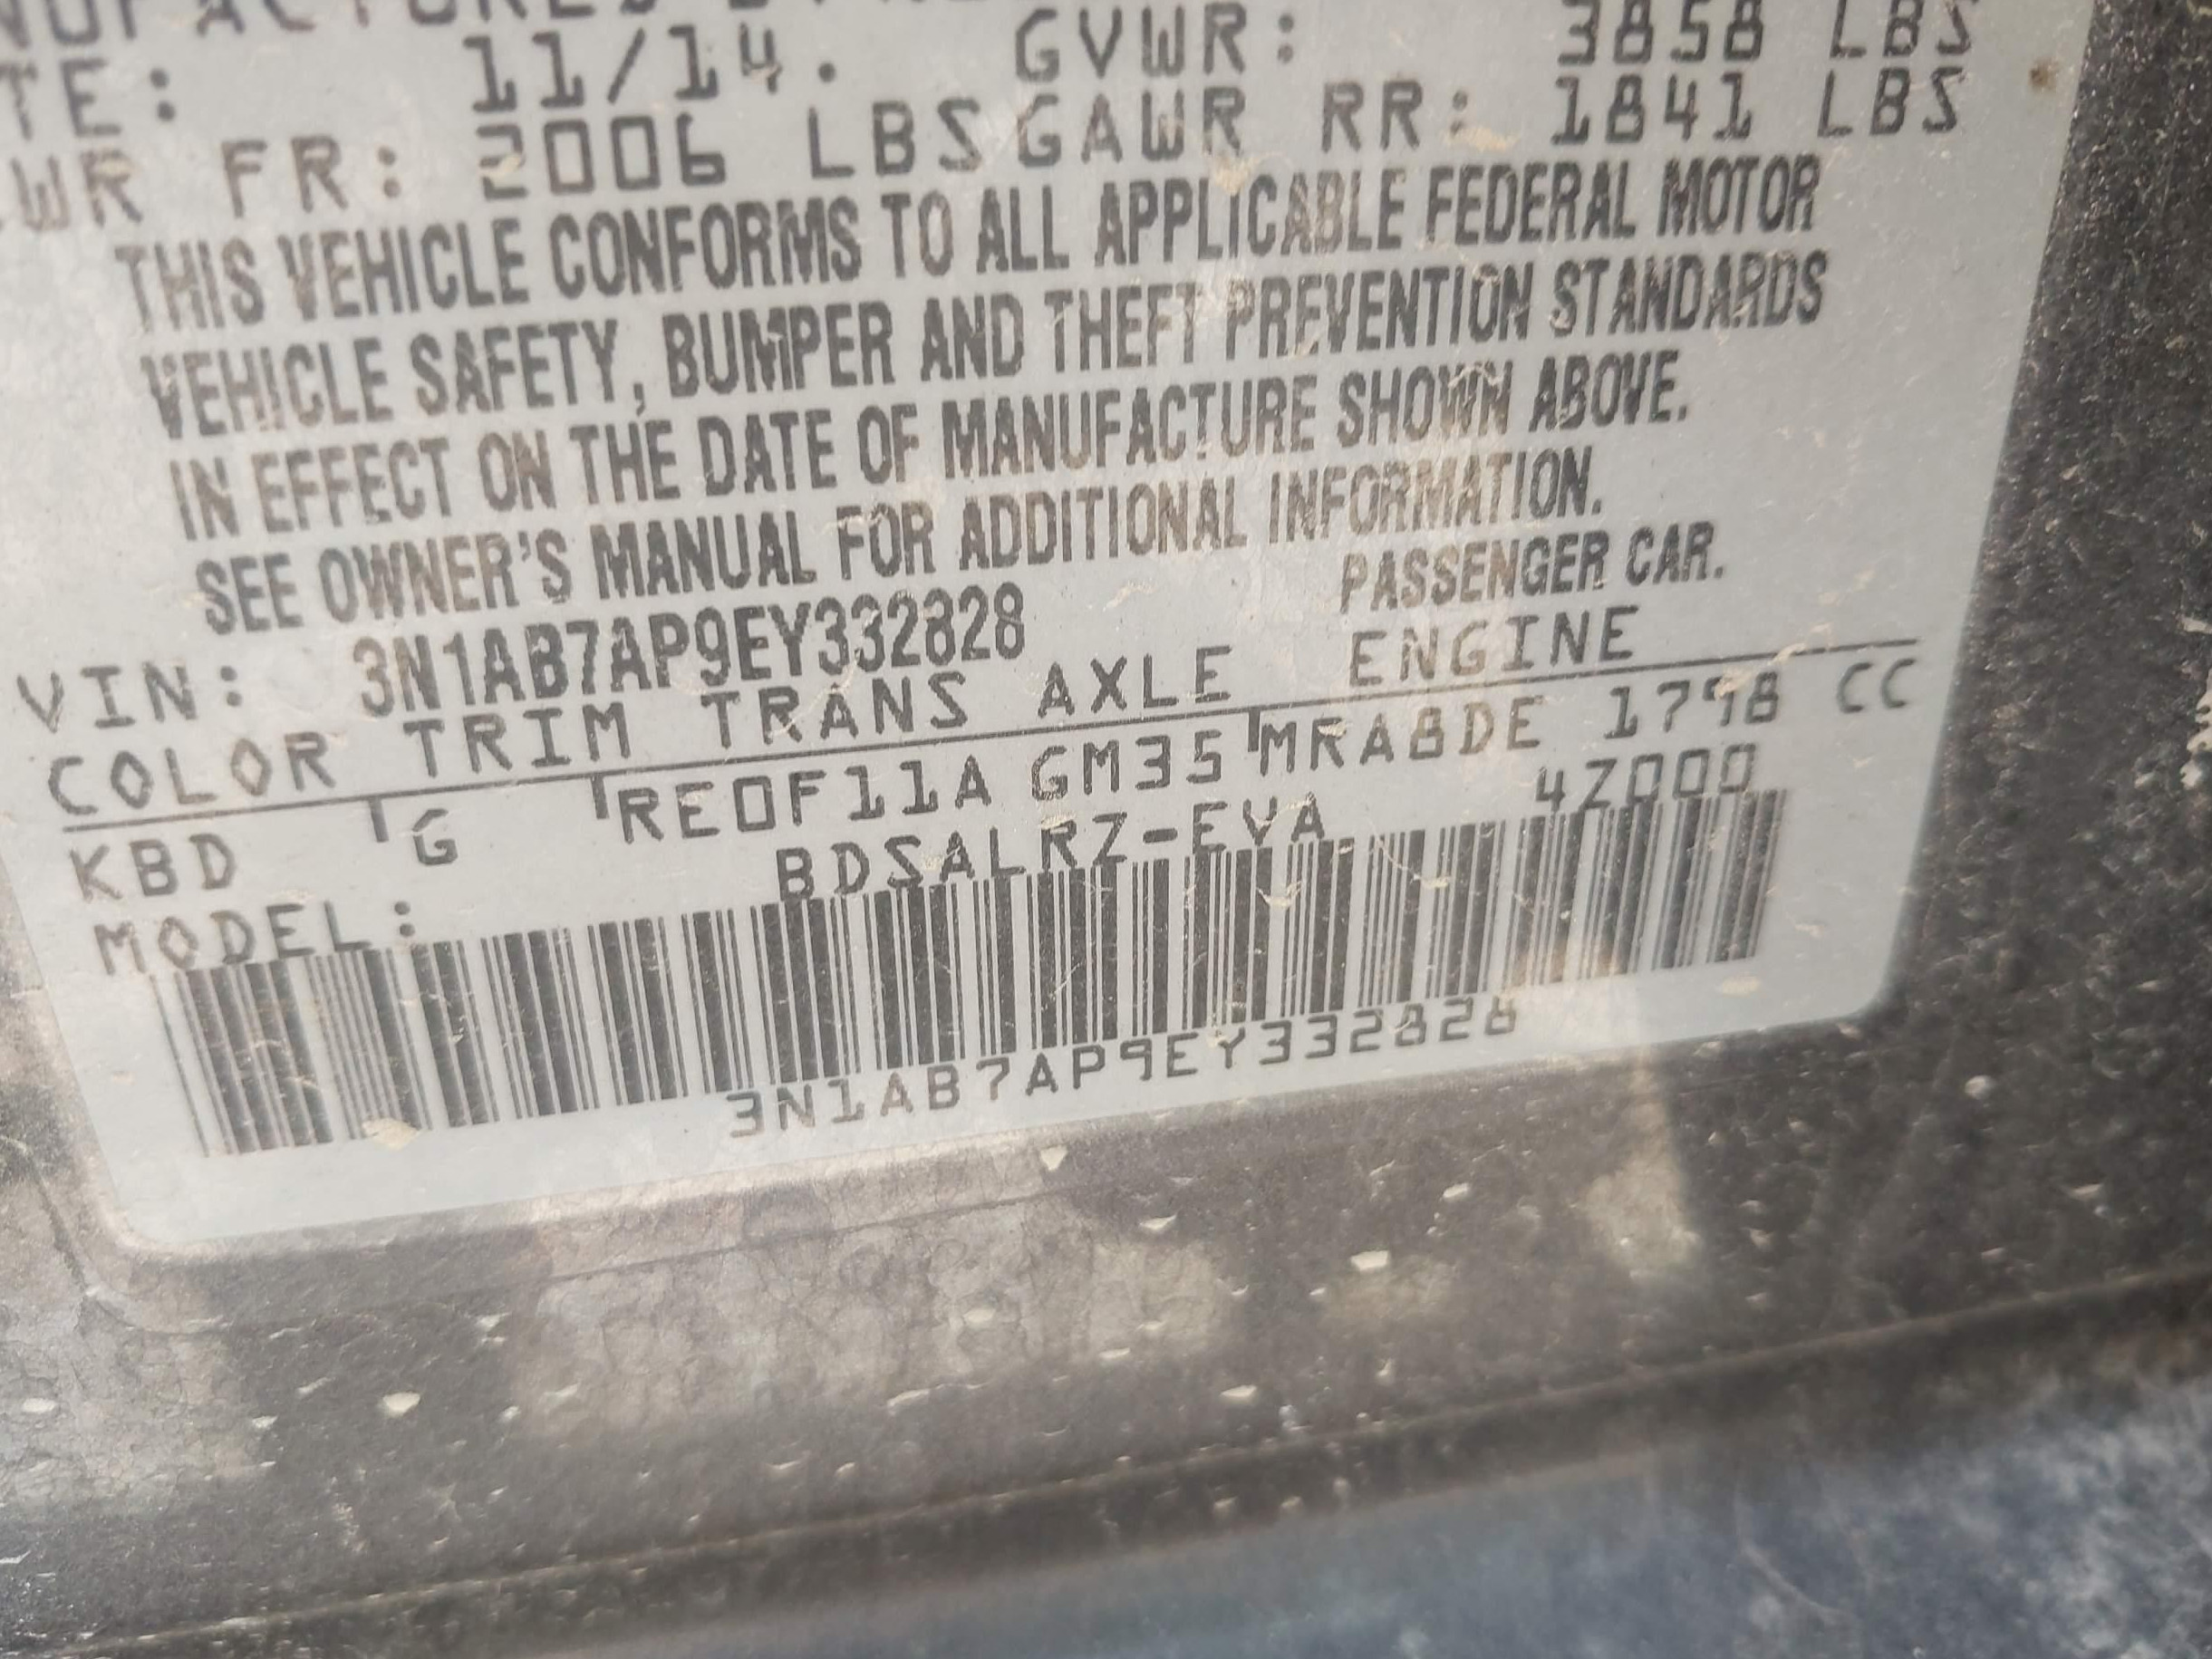 NUFACTURED
TE: 11/14. GVWR: 3858 LBS
WR FR: 2006 LBS GAWR RR: 1841 LBS
THIS VEHICLE CONFORMS TO ALL APPLICABLE FEDERAL MOTOR
VEHICLE SAFETY, BUMPER AND THEFT PREVENTION STANDARDS
IN EFFECT ON THE DATE OF MANUFACTURE SHOWN ABOVE.
SEE OWNER'S MANUAL FOR ADDITIONAL INFORMATION.
PASSENGER CAR.
VIN: 3N1AB7AP9EY332828
COLOR TRIM TRANS AXLE ENGINE
KBD G RE0F11A GM35 MRA8DE 1798 CC
MODEL: BDSALRZ-EVA 4Z000
3N1AB7AP9EY332828